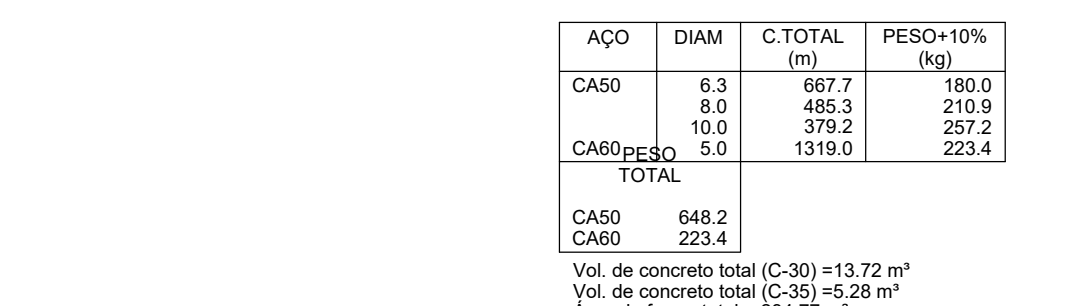 AÇO DIAM C.TOTAL PESO+10%
(m) (kg)
CA50 6.3 667.7 180.0
8.0 485.3 210.9
10.0 379.2 257.2
CA60 5.0 1319.0 223.4
PESO
TOTAL
CA50 648.2
CA60 223.4
Vol. de concreto total (C-30) =13.72 m³
Vol. de concreto total (C-35) =5.28 m³